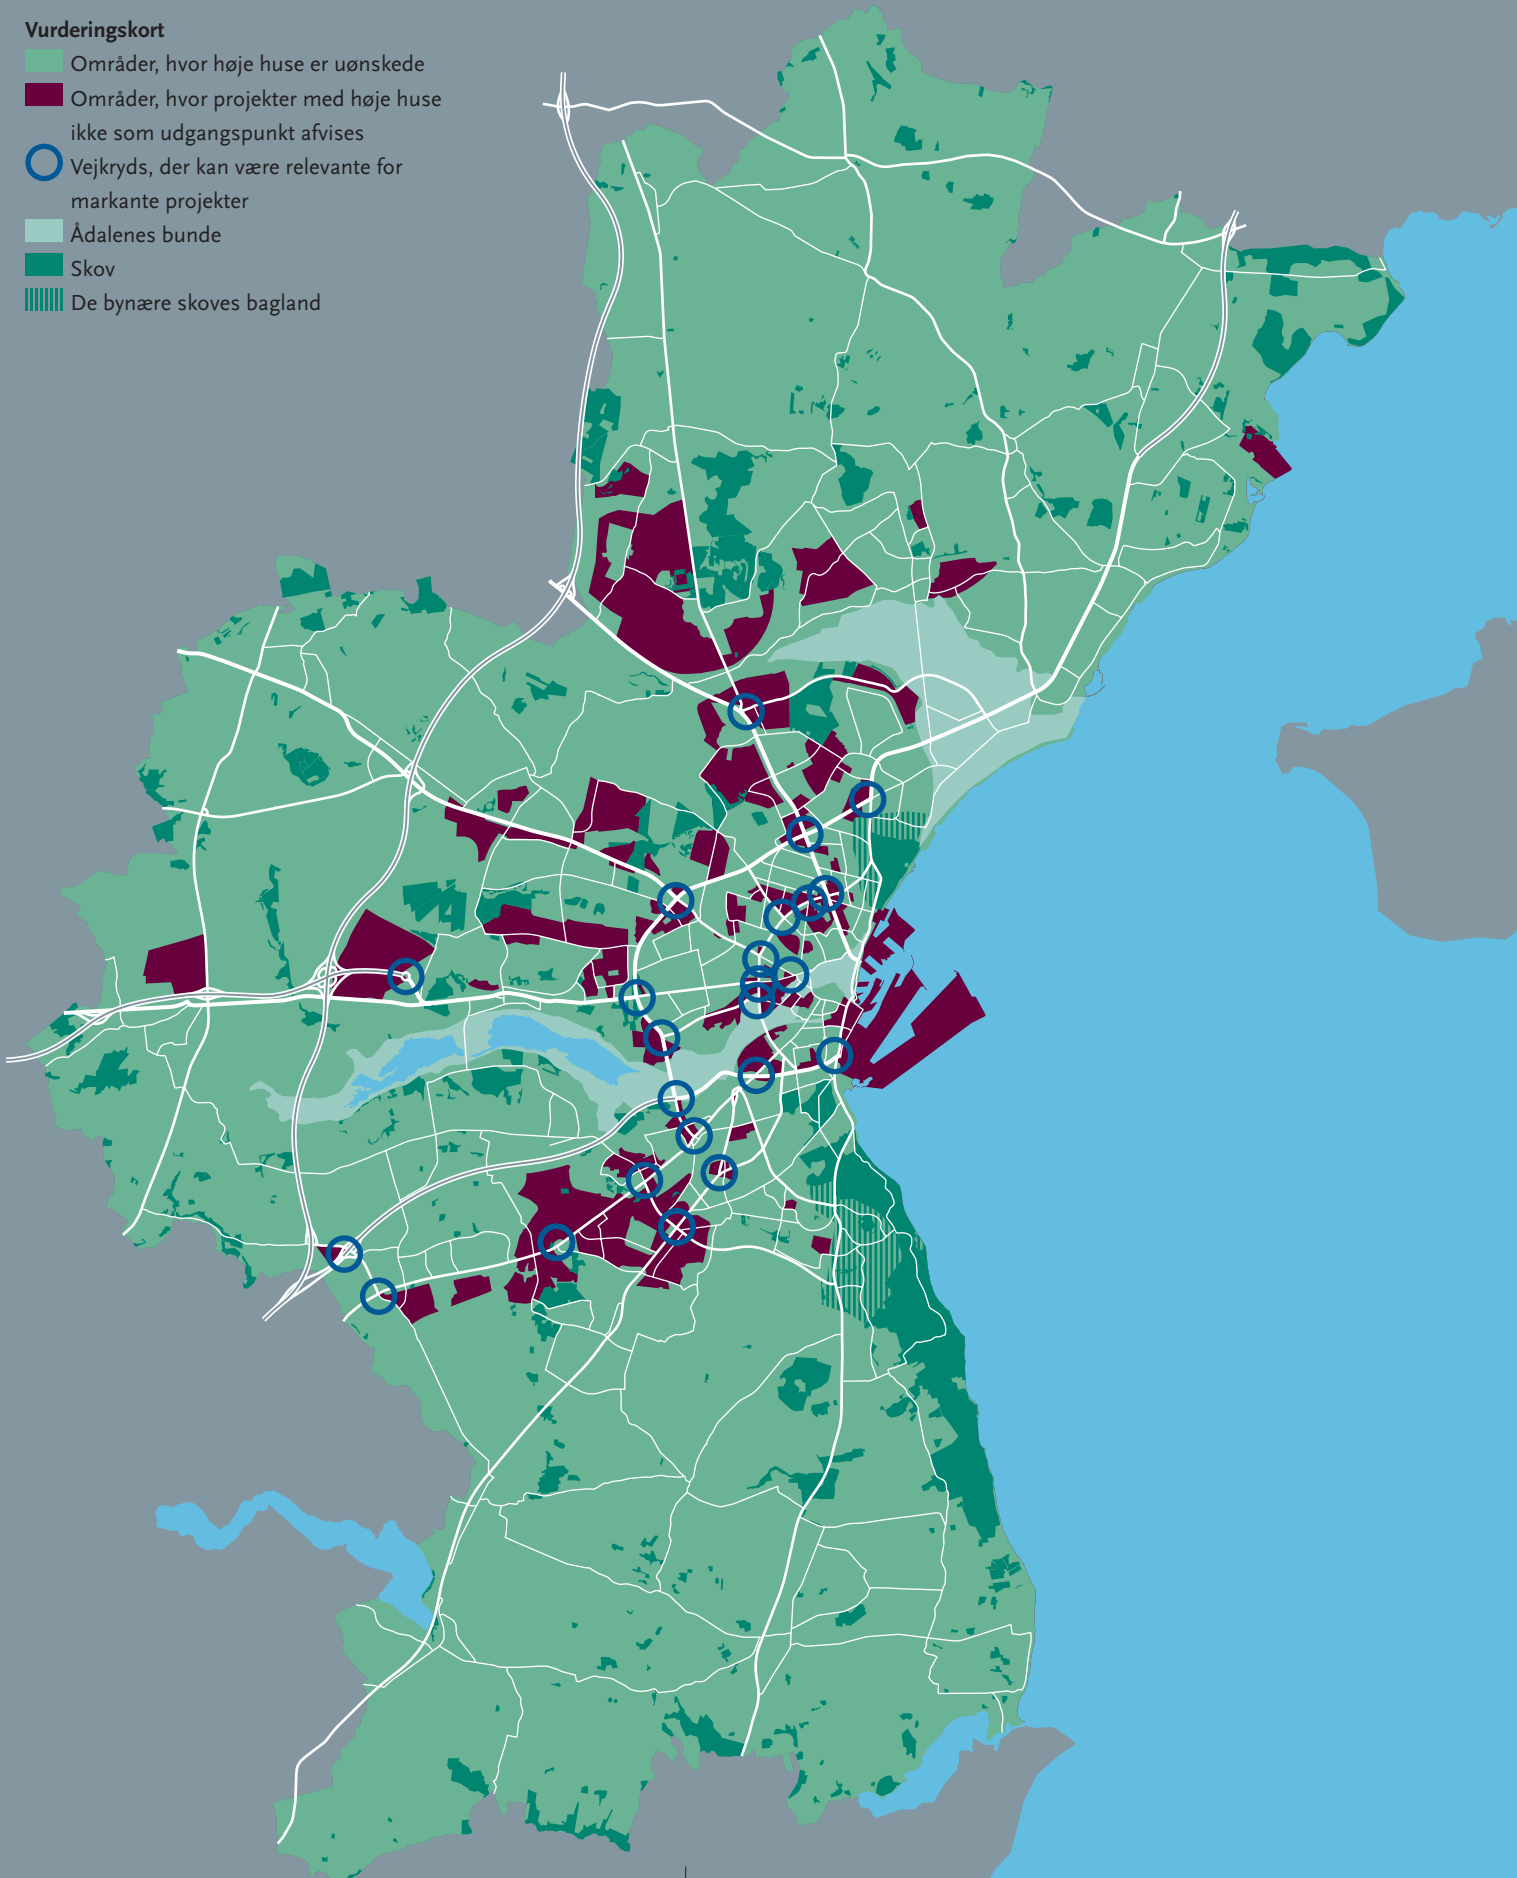 Vurderingskort
Områder, hvor høje huse er uønskede
Områder, hvor projekter med høje huse
ikke som udgangspunkt afvises
Vejkryds, der kan være relevante for
markante projekter
Ådalenes bunde
Skov
De bynære skoves bagland